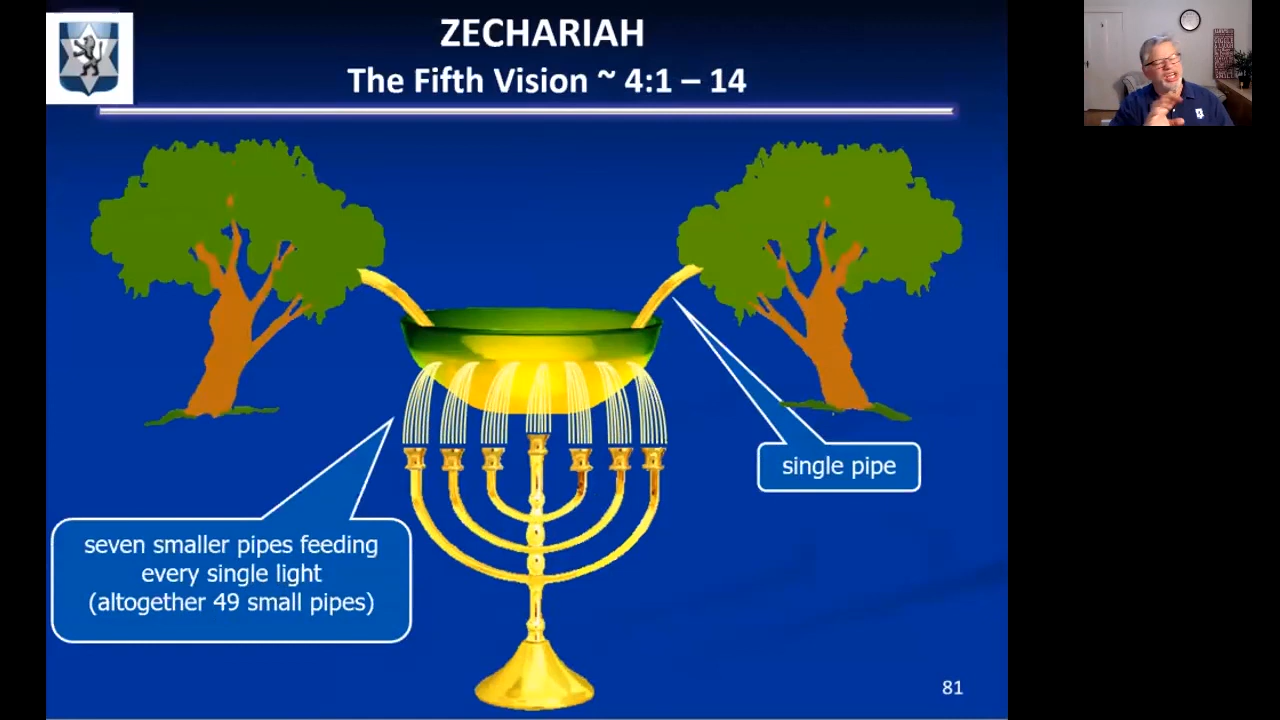 ZECHARIAH
The Fifth Vision ~ 4:1 – 14
single pipe
seven smaller pipes feeding
every single light
(altogether 49 small pipes)
81